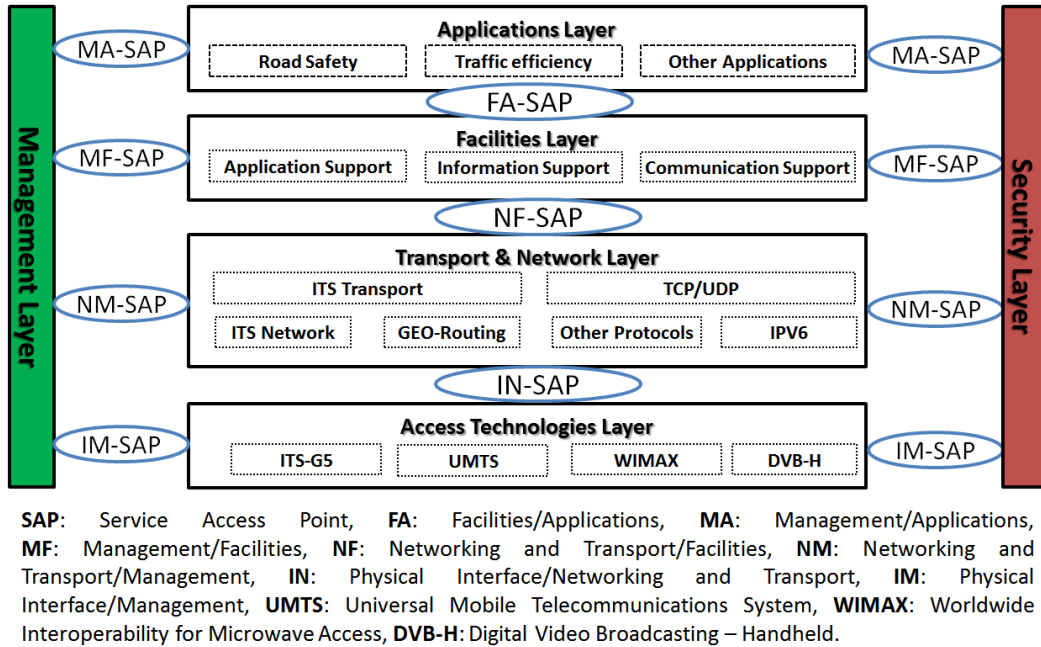 Applications Layer
MA-SAP
Road Safety
Traffic efficiency
Other Applications
MA-SAP
FA-SAP
Management Layer
Security Layer
Facilities Layer
MF-SAP
Application Support
Information Support
Communication Support
MF-SAP
NF-SAP
Transport & Network Layer
ITS Transport
TCP/UDP
NM-SAP
ITS Network
GEO-Routing
Other Protocols
IPV6
NM-SAP
IN-SAP
Access Technologies Layer
IM-SAP
ITS-G5
UMTS
WIMAX
DVB-H
IM-SAP
SAP: Service Access Point, FA: Facilities/Applications, MA: Management/Applications,
MF: Management/Facilities, NF: Networking and Transport/Facilities, NM: Networking and
Transport/Management, IN: Physical Interface/Networking and Transport, IM: Physical
Interface/Management, UMTS: Universal Mobile Telecommunications System, WIMAX: Worldwide
Interoperability for Microwave Access, DVB-H: Digital Video Broadcasting – Handheld.